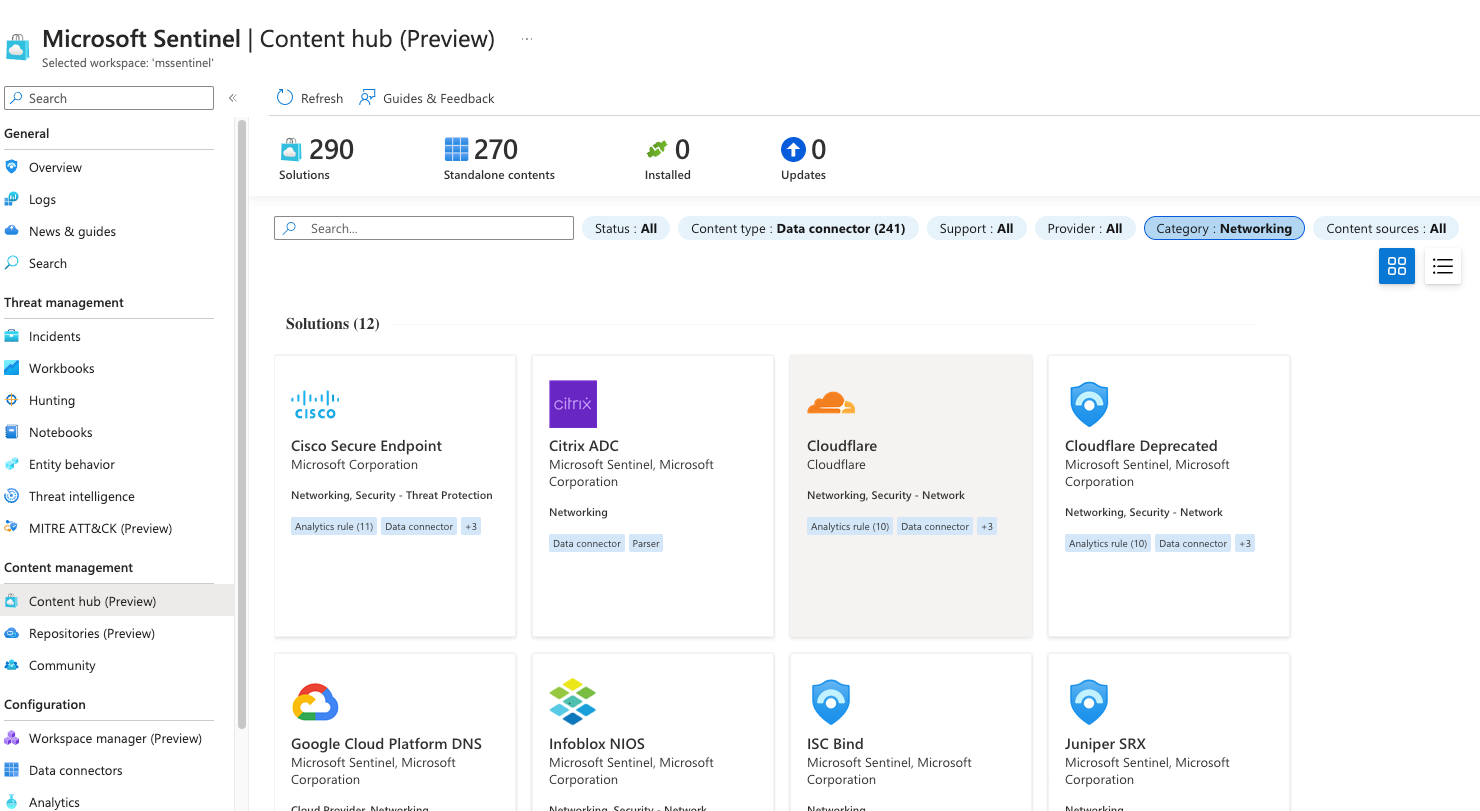 Microsoft Sentinel | Content hub (Preview) ...
Selected workspace: 'mssentinel'
Search
«
General
Overview
Logs
News & guides
Search
Threat management
Incidents
Workbooks
Hunting
Notebooks
Entity behavior
Threat intelligence
MITRE ATT&CK (Preview)
Content management
Content hub (Preview)
Repositories (Preview)
Community
Configuration
Workspace manager (Preview)
Data connectors
Analytics
Refresh Guides & Feedback
290 270 0 0
Solutions Standalone contents Installed Updates
Search... Status : All Content type : Data connector (241) Support : All Provider : All Category : Networking Content sources : All
Solutions (12)
CISCO
Cisco Secure Endpoint
Microsoft Corporation
Networking, Security - Threat Protection
Analytics rule (11) Data connector +3
citrix
Citrix ADC
Microsoft Sentinel, Microsoft
Corporation
Networking
Data connector Parser
Cloudflare
Cloudflare
Networking, Security - Network
Analytics rule (10) Data connector +3
Cloudflare Deprecated
Microsoft Sentinel, Microsoft
Corporation
Networking, Security - Network
Analytics rule (10) Data connector +3
Google Cloud Platform DNS
Microsoft Sentinel, Microsoft
Corporation
Cloud Provider, Networking
Infoblox NIOS
Microsoft Sentinel, Microsoft
Corporation
Networking, Security - Network
ISC Bind
Microsoft Sentinel, Microsoft
Corporation
Networking
Juniper SRX
Microsoft Sentinel, Microsoft
Corporation
Networking